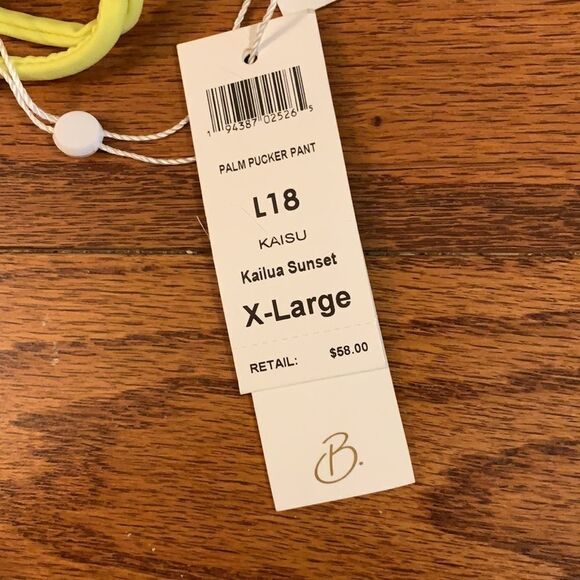 1 94387 02526 5
PALM PUCKER PANT
L18
KAISU
Kailua Sunset
X-Large
RETAIL: $58.00
B.